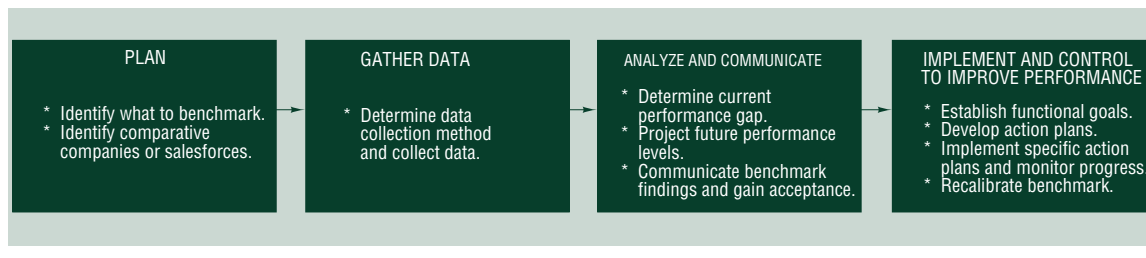 PLAN
* Identify what to benchmark.
* Identify comparative
companies or salesforces.
GATHER DATA
* Determine data
collection method
and collect data.
ANALYZE AND COMMUNICATE
* Determine current
performance gap.
* Project future performance
levels.
* Communicate benchmark
findings and gain acceptance.
IMPLEMENT AND CONTROL
TO IMPROVE PERFORMANCE
* Establish functional goals.
* Develop action plans.
* Implement specific action
plans and monitor progress.
* Recalibrate benchmark.